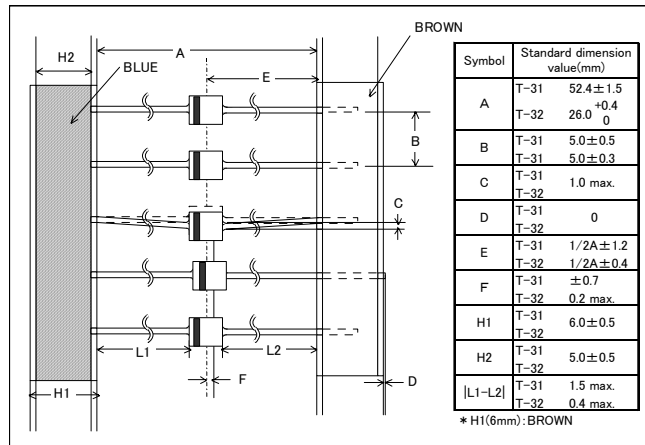 BROWN
H2
A
BLUE
E
B
C
L1
L2
F
D
H1
Symbol Standard dimension value(mm)
A T-31 52.4±1.5
T-32 26.0 +0.4 0
B T-31 5.0±0.5
T-31 5.0±0.3
C T-31 T-32 1.0 max.
D T-31 T-32 0
E T-31 1/2A±1.2
T-32 1/2A±0.4
F T-31 ±0.7
T-32 0.2 max.
H1 T-31 T-32 6.0±0.5
H2 T-31 T-32 5.0±0.5
|L1-L2| T-31 1.5 max.
T-32 0.4 max.
*H1(6mm):BROWN